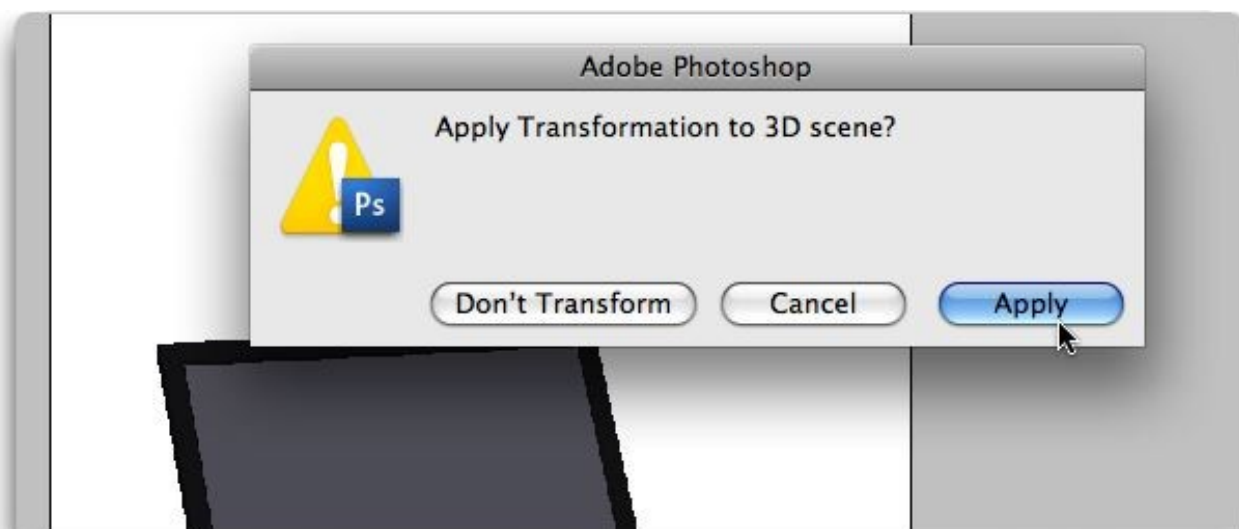 Adobe Photoshop
Apply Transformation to 3D scene?
Ps
Don't Transform Cancel Apply